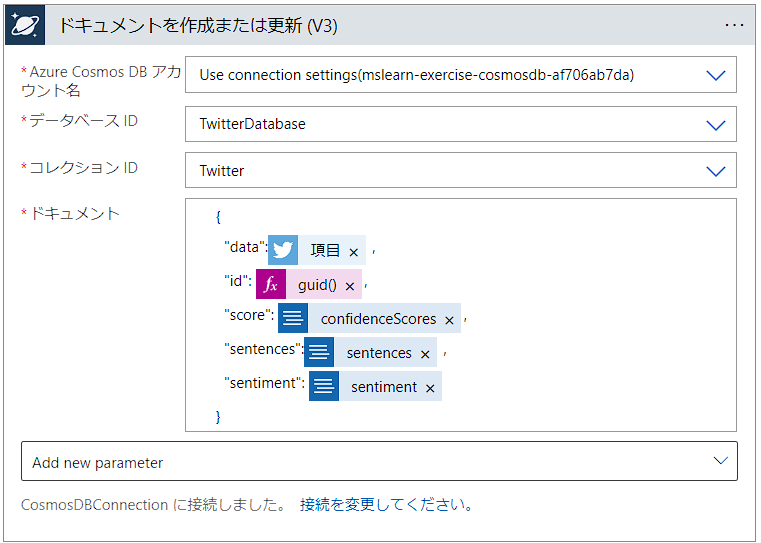 ドキュメントを作成または更新 (V3)
*Azure Cosmos DB アカ
ウント名
Use connection settings(mslearn-exercise-cosmosdb-af706ab7da)
*データベース ID
TwitterDatabase
*コレクション ID
Twitter
*ドキュメント
{
"data": 項目 × ,
"id": fx guid() × ,
"score": confidenceScores × ,
"sentences": sentences × ,
"sentiment": sentiment ×
}
Add new parameter
CosmosDBConnection に接続しました。 接続を変更してください。